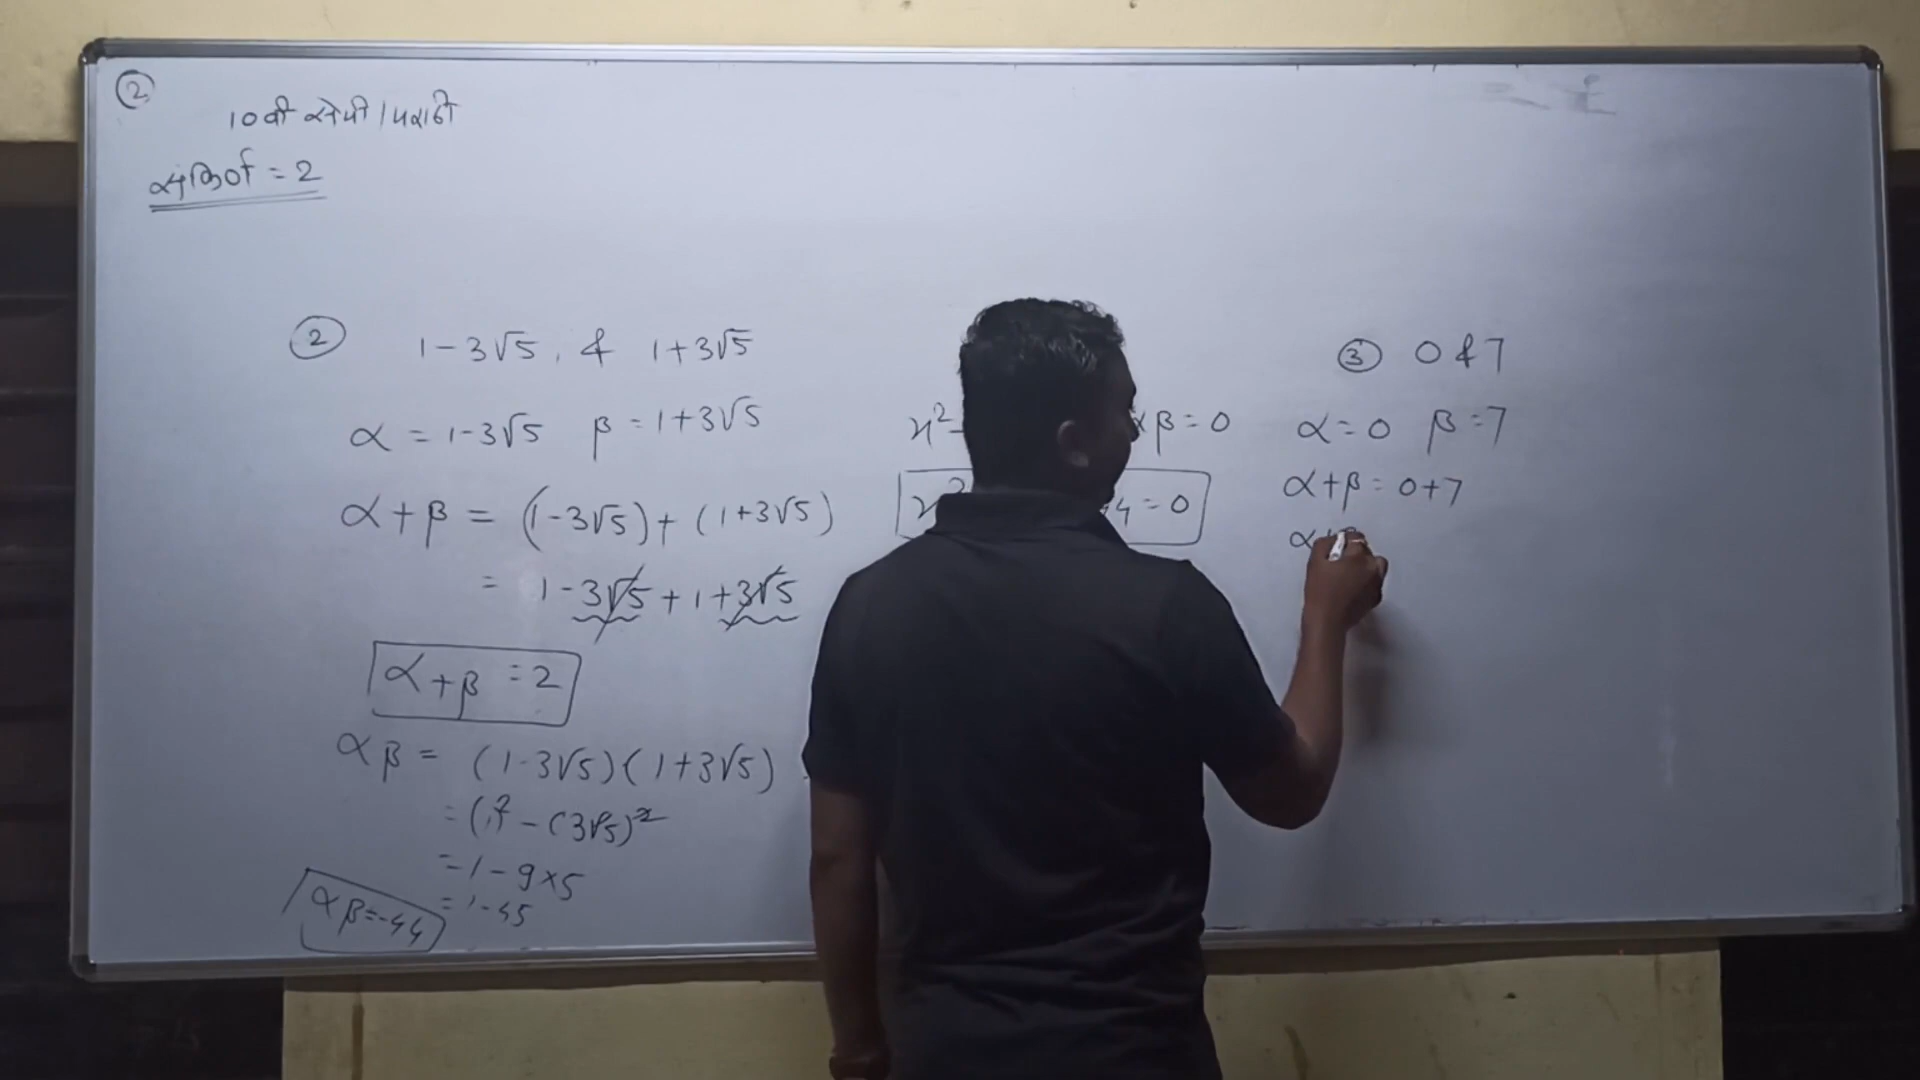 ②
10वी सोपी / मराठी
= 2
② 1-3√5, & 1+3√5
α = 1-3√5 β = 1+3√5
α+β = (1-3√5)+(1+3√5)
= 1-3√5+1+3√5
α+β = 2
αβ = (1-3√5)(1+3√5)
= (1)² - (3√5)²
= 1 - 9×5
= 1-45
αβ=-44
x²- β=0
x² 4=0
③ 0 & 7
α=0 β=7
α+β=0+7
α+β